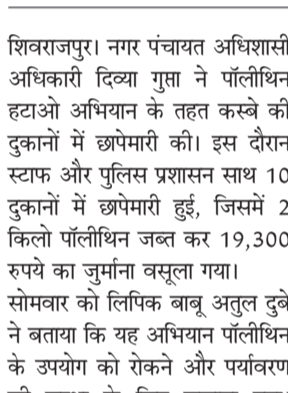 शिवराजपुर। नगर पंचायत अधिशासी
अधिकारी दिव्या गुप्ता ने पॉलीथिन
हटाओ अभियान के तहत कस्बे की
दुकानों में छापेमारी की। इस दौरान
स्टाफ और पुलिस प्रशासन साथ 10
दुकानों में छापेमारी हुई, जिसमें 2
किलो पॉलीथिन जब्त कर 19,300
रुपये का जुर्माना वसूला गया।
सोमवार को लिपिक बाबू अतुल दुबे
ने बताया कि यह अभियान पॉलीथिन
के उपयोग को रोकने और पर्यावरण